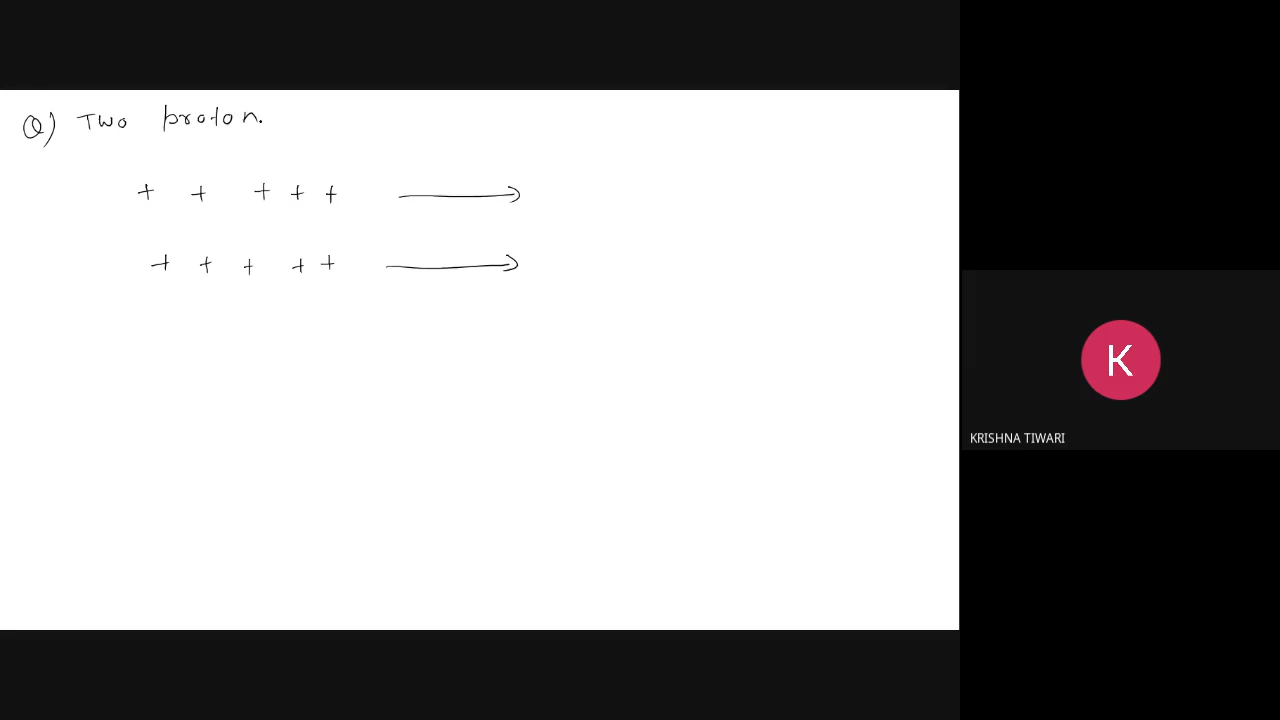 Q) Two proton.
+ + + + + →
+ + + + + →
K
KRISHNA TIWARI